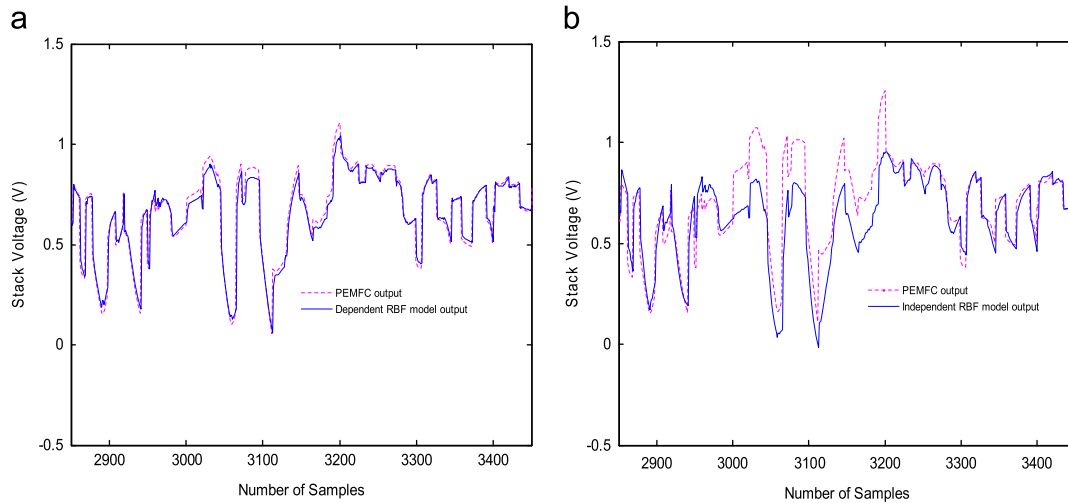 a
1.5
1
0.5
0
-0.5
Stack Voltage (V)
2900 3000 3100 3200 3300 3400
Number of Samples
PEMFC output
Dependent RBF model output
b
1.5
1
0.5
0
-0.5
Stack Voltage (V)
2900 3000 3100 3200 3300 3400
Number of Samples
PEMFC output
Independent RBF model output